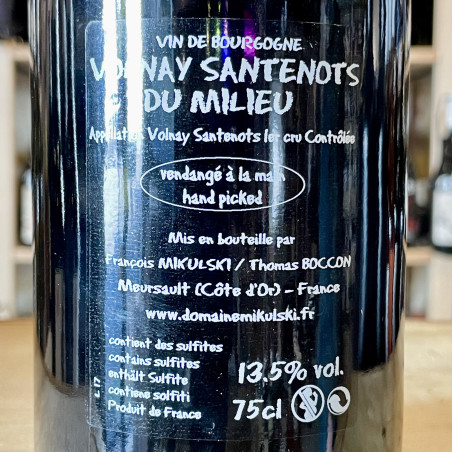 VIN DE BOURGOGNE
VOLNAY SANTENOTS
DU MILIEU
Appellation Volnay Santenots 1er cru Contrôlée
vendangé à la main
hand picked
Mis en bouteille par
François MIKULSKI / Thomas BOCCON
Meursault (Côte d'Or) - France
www.domainemikulski.fr
contient des sulfites
contains sulfites
enthält Sulfite
contiene solfiti
Produit de France
13.5% vol.
75cl